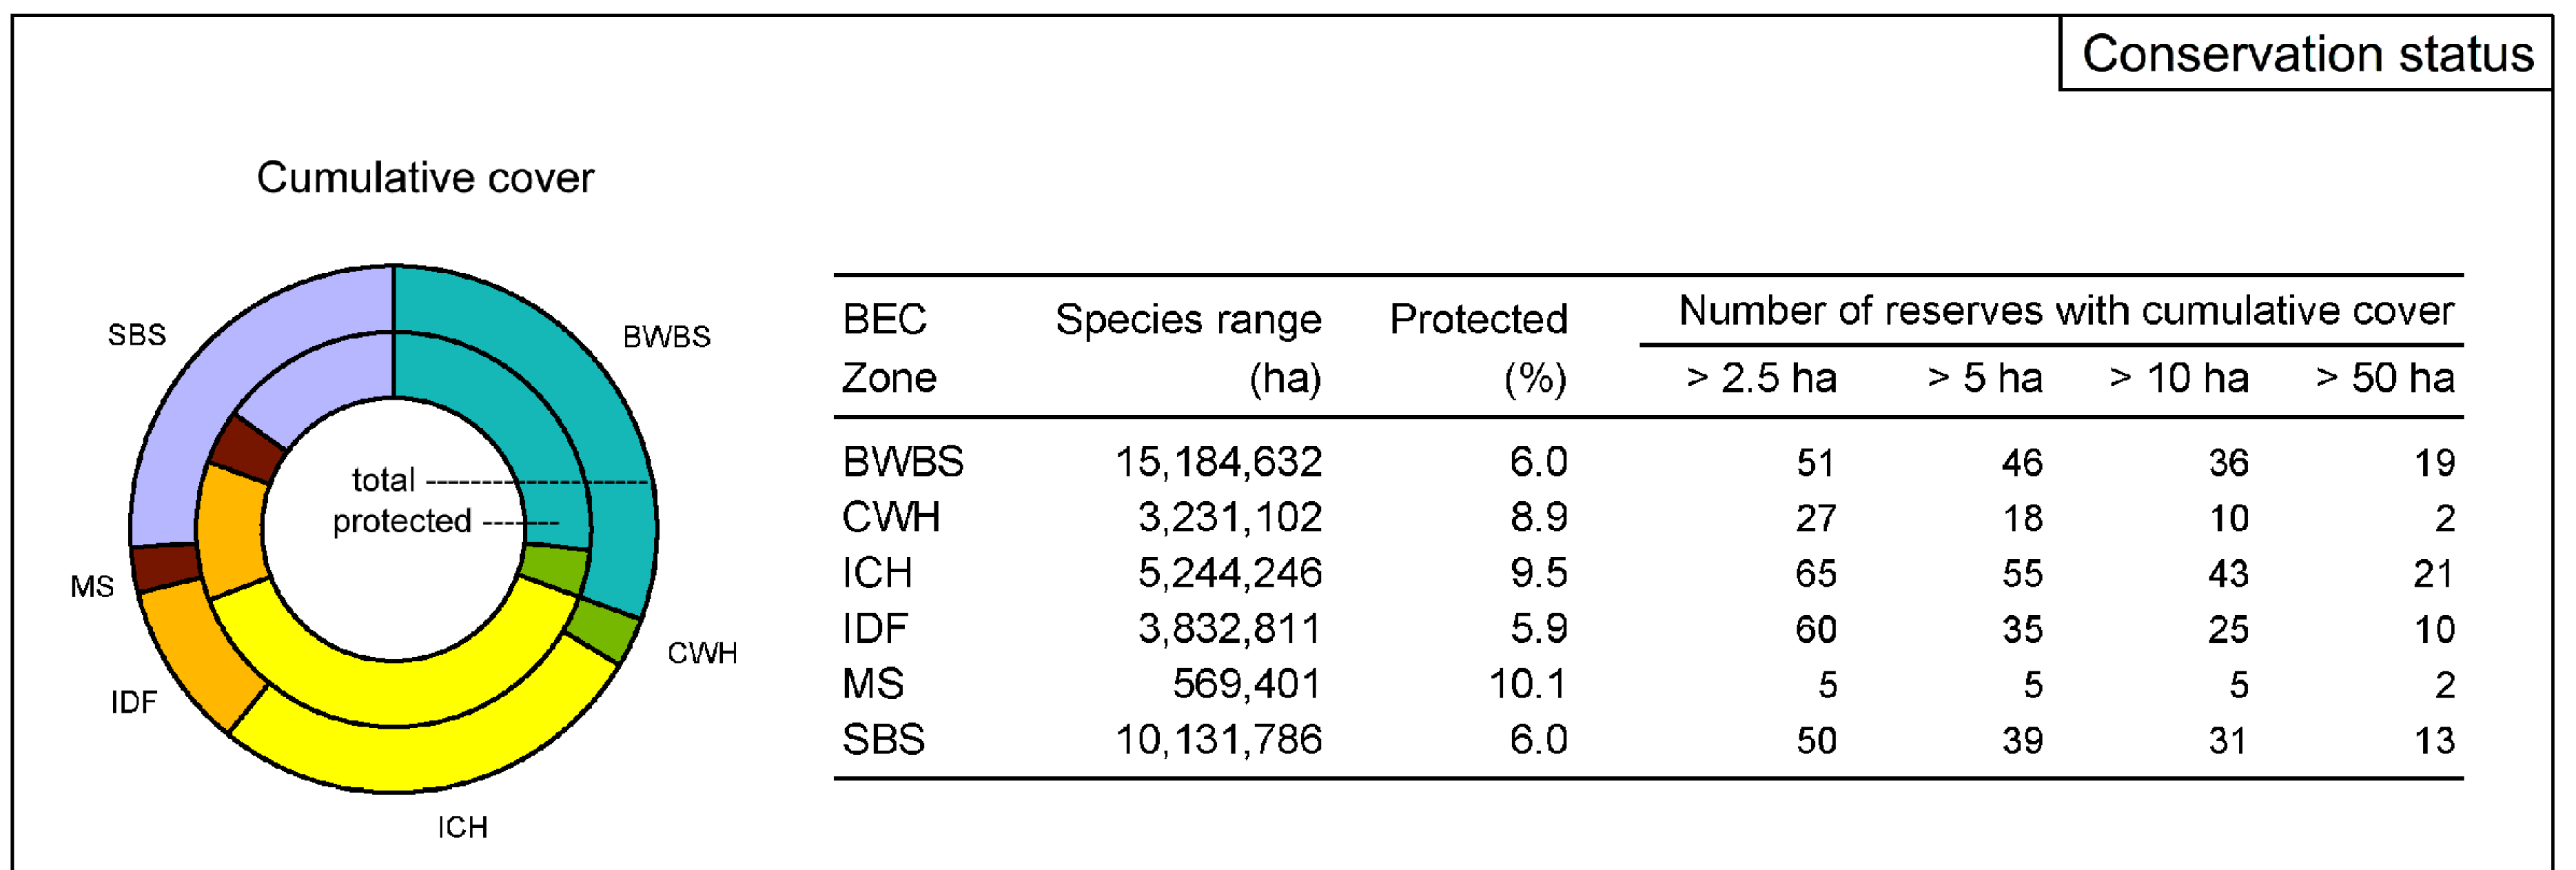 Conservation status
Cumulative cover
SBS
BWBS
total
protected
MS
CWH
IDF
ICH
BEC Species range Protected Number of reserves with cumulative cover
Zone (ha) (%) > 2.5 ha > 5 ha > 10 ha > 50 ha
BWBS 15,184,632 6.0 51 46 36 19
CWH 3,231,102 8.9 27 18 10 2
ICH 5,244,246 9.5 65 55 43 21
IDF 3,832,811 5.9 60 35 25 10
MS 569,401 10.1 5 5 5 2
SBS 10,131,786 6.0 50 39 31 13